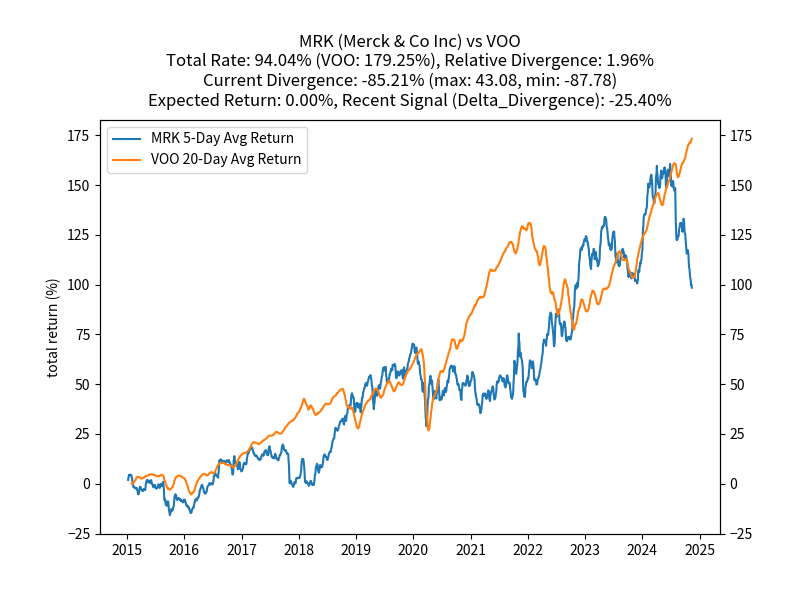 MRK (Merck & Co Inc) vs VOO
Total Rate: 94.04% (VOO: 179.25%), Relative Divergence: 1.96%
Current Divergence: -85.21% (max: 43.08, min: -87.78)
Expected Return: 0.00%, Recent Signal (Delta_Divergence): -25.40%
MRK 5-Day Avg Return
VOO 20-Day Avg Return
total return (%)
175 175
150 150
125 125
100 100
75 75
50 50
25 25
0 0
−25 −25
2015 2016 2017 2018 2019 2020 2021 2022 2023 2024 2025